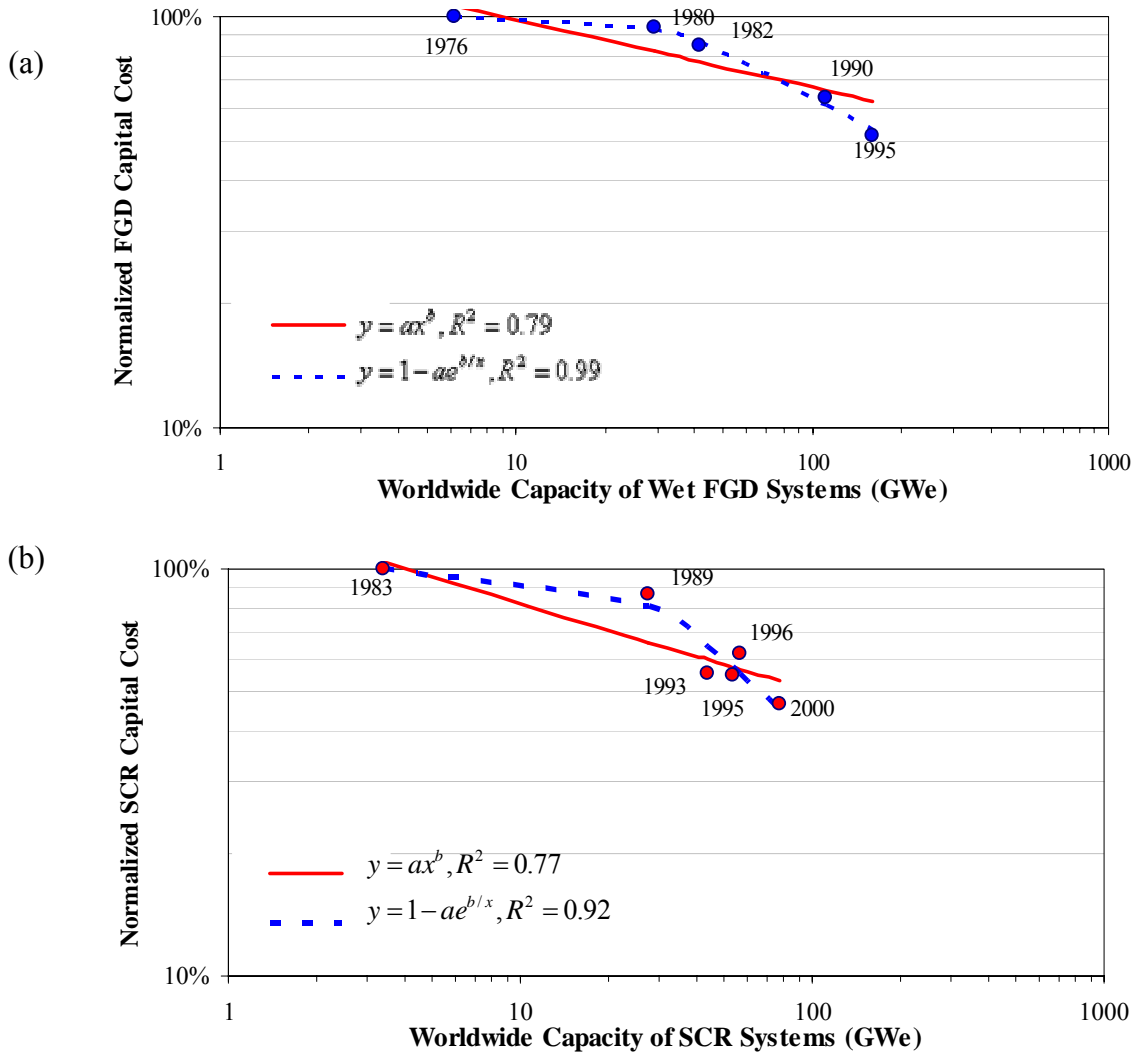 (a)
Normalized FGD Capital Cost
100%
10%
1976
1980
1982
1990
1995
y = ax^b, R^2 = 0.79
y = 1 − ae^{b/x}, R^2 = 0.99
1
10
100
1000
Worldwide Capacity of Wet FGD Systems (GWe)
(b)
Normalized SCR Capital Cost
100%
10%
1983
1989
1996
1993
1995
2000
y = ax^b, R^2 = 0.77
y = 1 − ae^{b/x}, R^2 = 0.92
1
10
100
1000
Worldwide Capacity of SCR Systems (GWe)